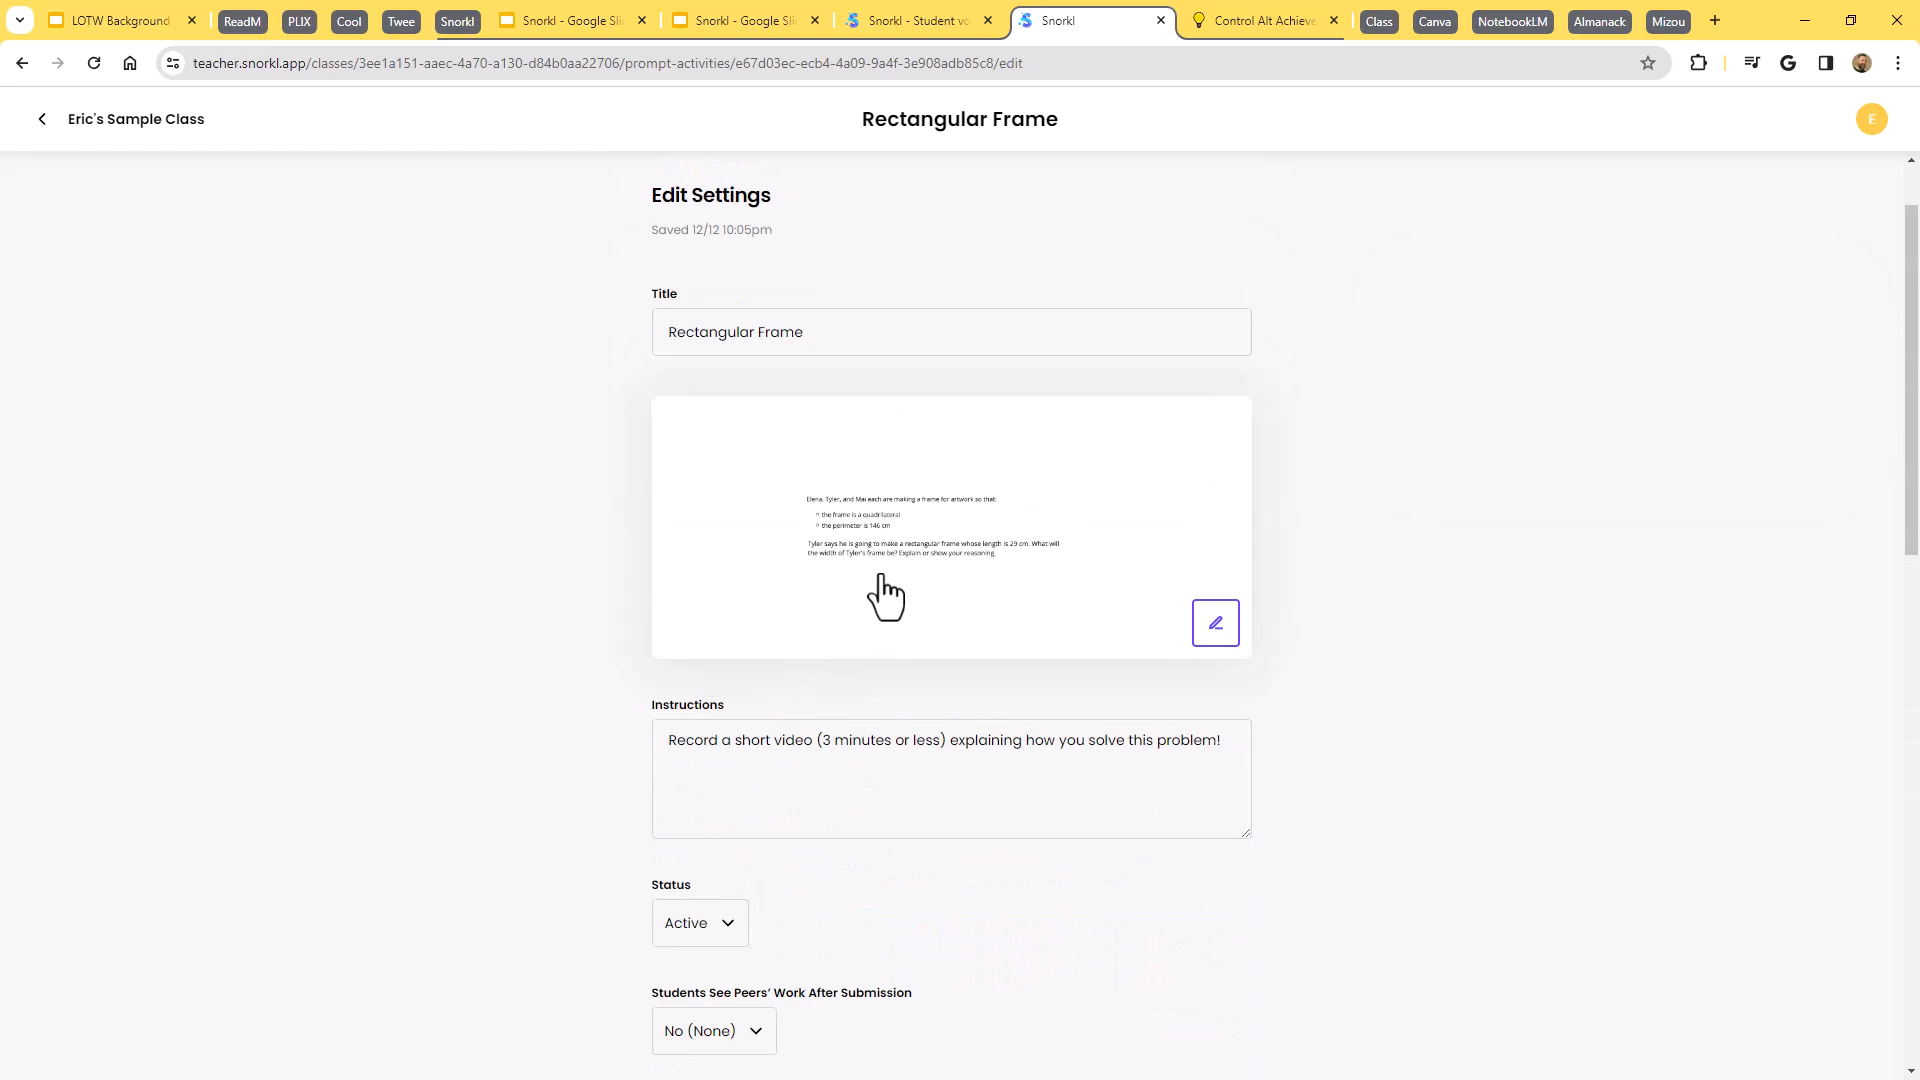 LOTW Background
ReadM
PLIX
Cool
Twee
Snorkl
Snorkl - Google Sli
Snorkl - Google Sli
Snorkl - Student vo
Snorkl
Control Alt Achieve
Class
Canva
NotebookLM
Almanack
Mizou
teacher.snorkl.app/classes/3ee1a151-aaec-4a70-a130-d84b0aa22706/prompt-activities/e67d03ec-ecb4-4a09-9a4f-3e908adb85c8/edit
Eric's Sample Class
Rectangular Frame
E
Edit Settings
Saved 12/12 10:05pm
Title
Rectangular Frame
Elena, Tyler, and Mai each are making a frame for artwork so that:
the frame is a quadrilateral
the perimeter is 146 cm
Tyler says he is going to make a rectangular frame whose length is 29 cm. What will
the width of Tyler's frame be? Explain or show your reasoning.
Instructions
Record a short video (3 minutes or less) explaining how you solve this problem!
Status
Active
Students See Peers' Work After Submission
No (None)